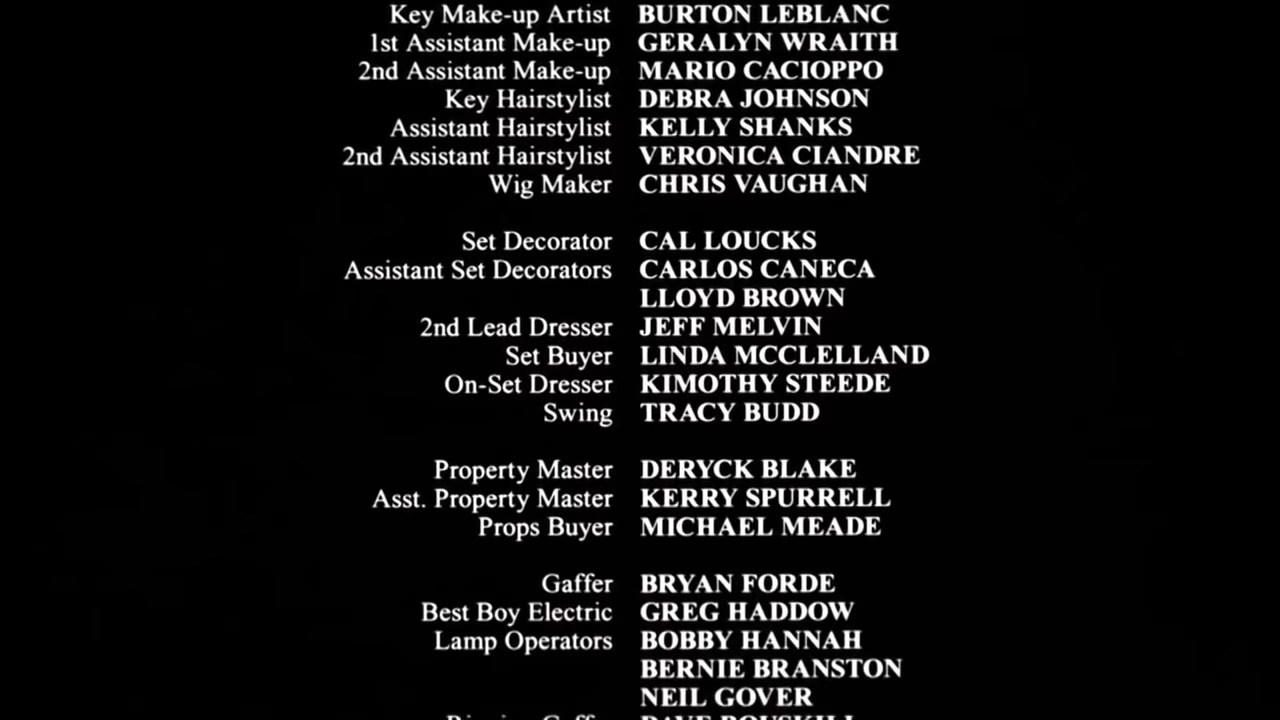 Key Make-up Artist BURTON LEBLANC
1st Assistant Make-up GERALYN WRAITH
2nd Assistant Make-up MARIO CACIOPPO
Key Hairstylist DEBRA JOHNSON
Assistant Hairstylist KELLY SHANKS
2nd Assistant Hairstylist VERONICA CIANDRE
Wig Maker CHRIS VAUGHAN
Set Decorator CAL LOUCKS
Assistant Set Decorators CARLOS CANECA
LLOYD BROWN
2nd Lead Dresser JEFF MELVIN
Set Buyer LINDA MCCLELLAND
On-Set Dresser KIMOTHY STEEDE
Swing TRACY BUDD
Property Master DERYCK BLAKE
Asst. Property Master KERRY SPURRELL
Props Buyer MICHAEL MEADE
Gaffer BRYAN FORDE
Best Boy Electric GREG HADDOW
Lamp Operators BOBBY HANNAH
BERNIE BRANSTON
NEIL GOVER